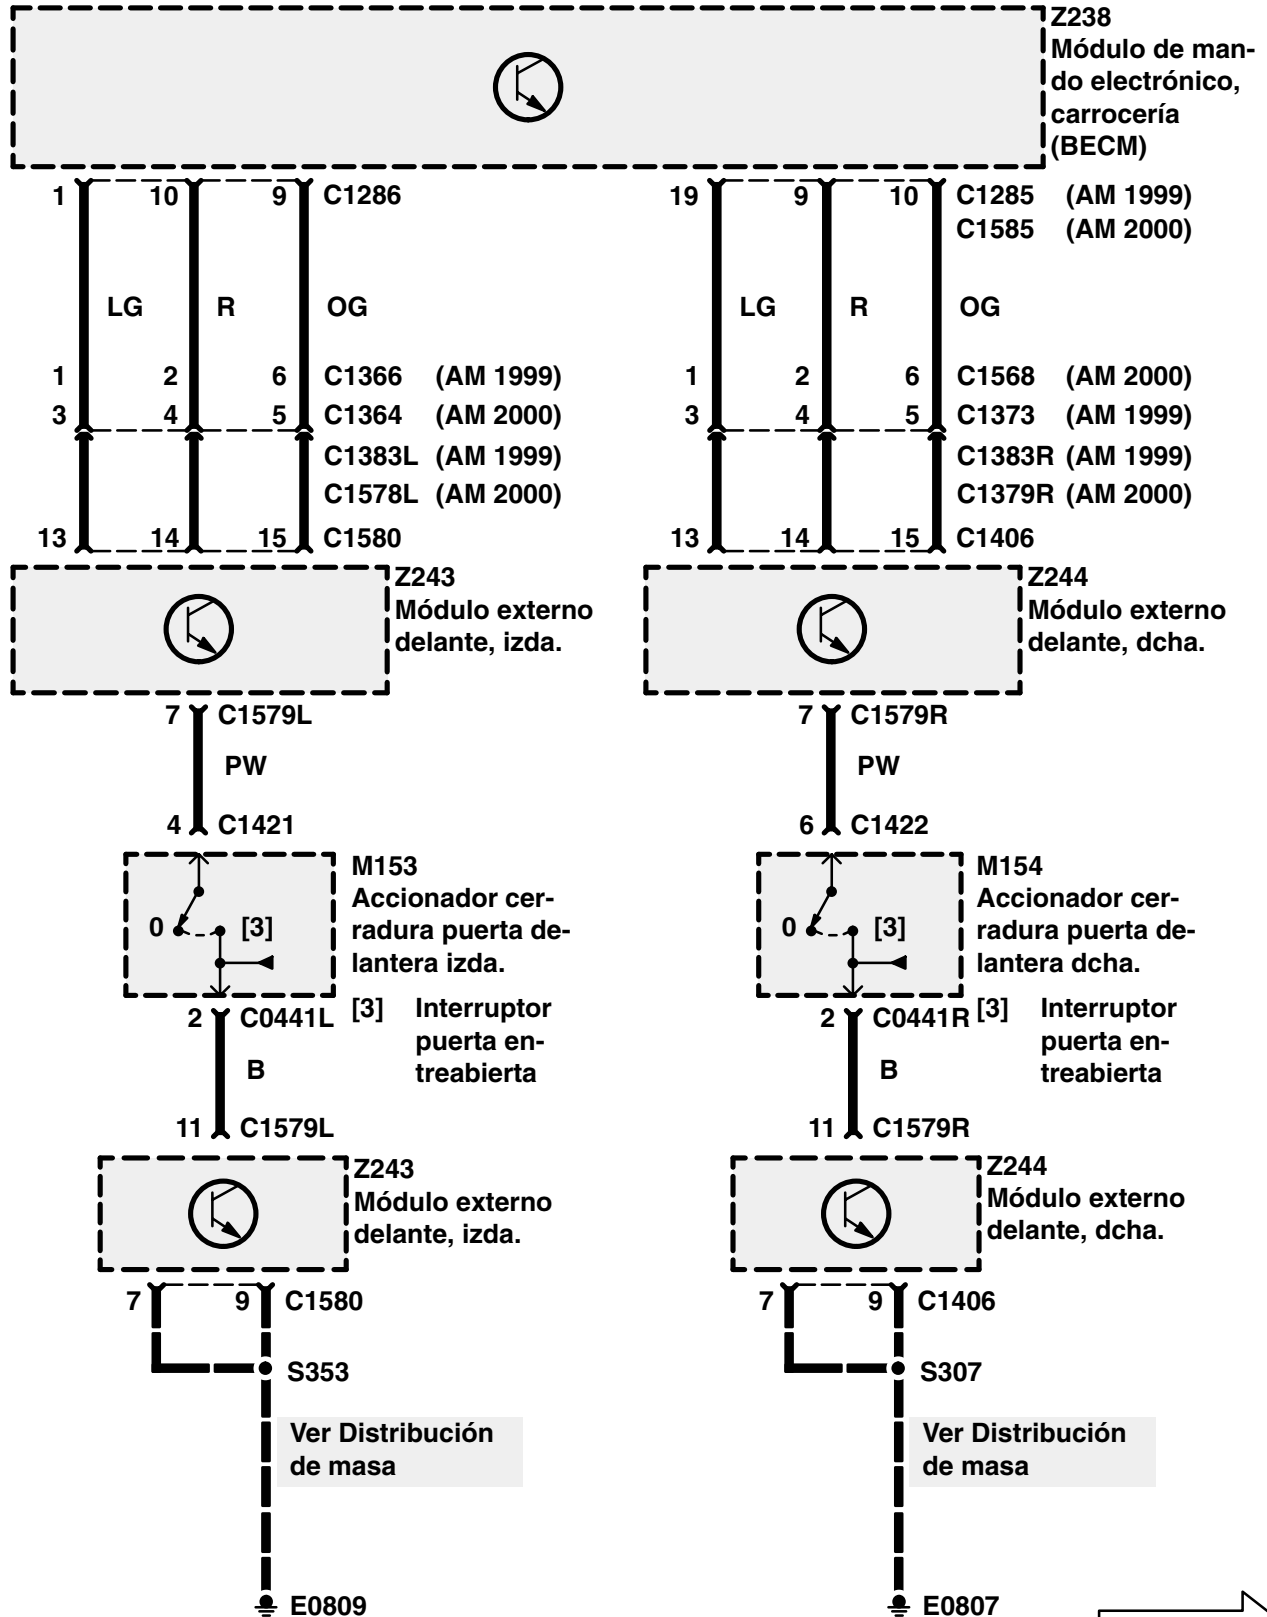 Z238
Módulo de man-
do electrónico,
carrocería
(BECM)
1 10 9 C1286
19 9 10 C1285 (AM 1999)
C1585 (AM 2000)
LG R OG
LG R OG
1 2 6 C1366 (AM 1999)
3 4 5 C1364 (AM 2000)
C1383L (AM 1999)
C1578L (AM 2000)
13 14 15 C1580
1 2 6 C1568 (AM 2000)
3 4 5 C1373 (AM 1999)
C1383R (AM 1999)
C1379R (AM 2000)
13 14 15 C1406
Z243
Módulo externo
delante, izda.
Z244
Módulo externo
delante, dcha.
7 C1579L
PW
4 C1421
7 C1579R
PW
6 C1422
M153
Accionador cer-
radura puerta de-
lantera izda.
0 [3]
[3] Interruptor
puerta en-
treabierta
M154
Accionador cer-
radura puerta de-
lantera dcha.
0 [3]
[3] Interruptor
puerta en-
treabierta
2 C0441L
B
11 C1579L
2 C0441R
B
11 C1579R
Z243
Módulo externo
delante, izda.
Z244
Módulo externo
delante, dcha.
7 9 C1580
S353
Ver Distribución
de masa
E0809
7 9 C1406
S307
Ver Distribución
de masa
E0807